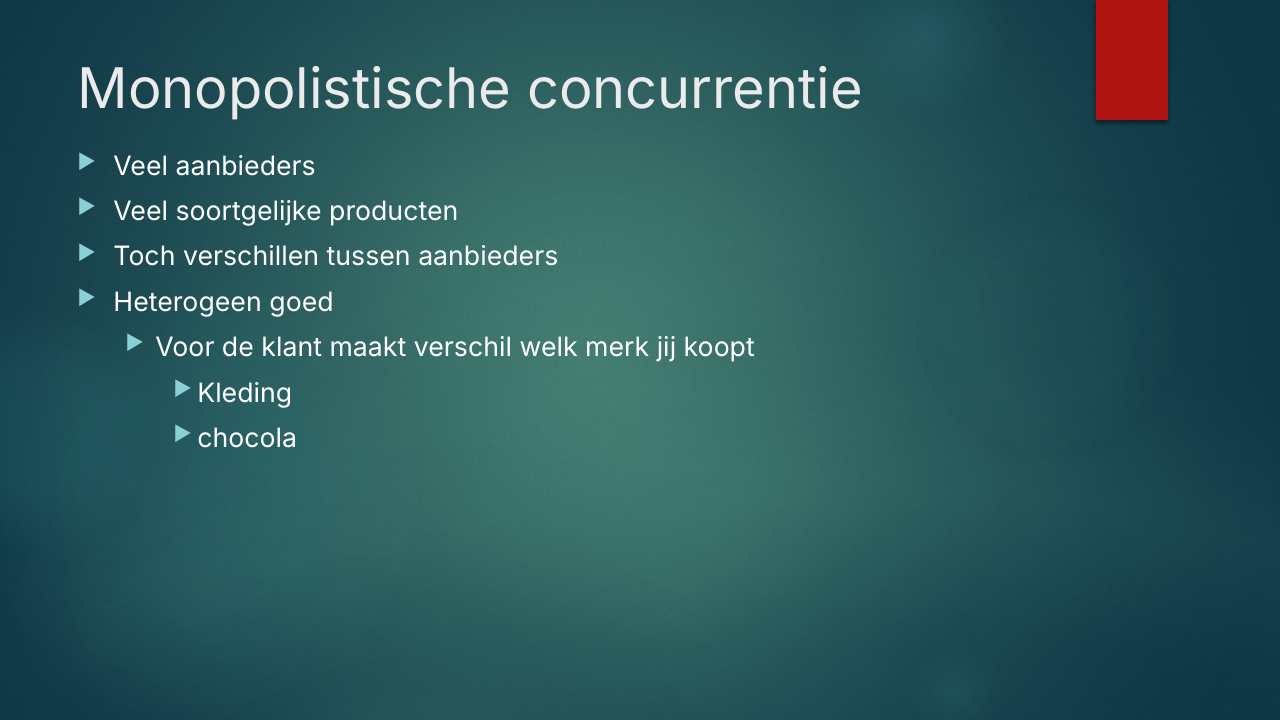 Monopolistische concurrentie
Veel aanbieders
Veel soortgelijke producten
Toch verschillen tussen aanbieders
Heterogeen goed
Voor de klant maakt verschil welk merk jij koopt
Kleding
chocola